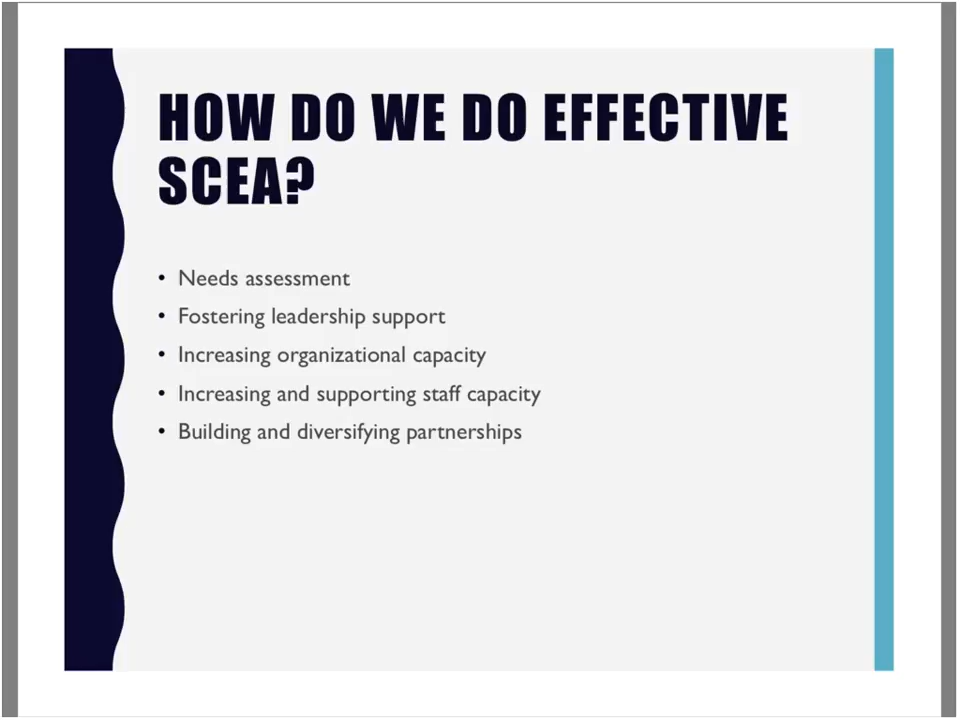 HOW DO WE DO EFFECTIVE
SCEA?
• Needs assessment
• Fostering leadership support
• Increasing organizational capacity
• Increasing and supporting staff capacity
• Building and diversifying partnerships